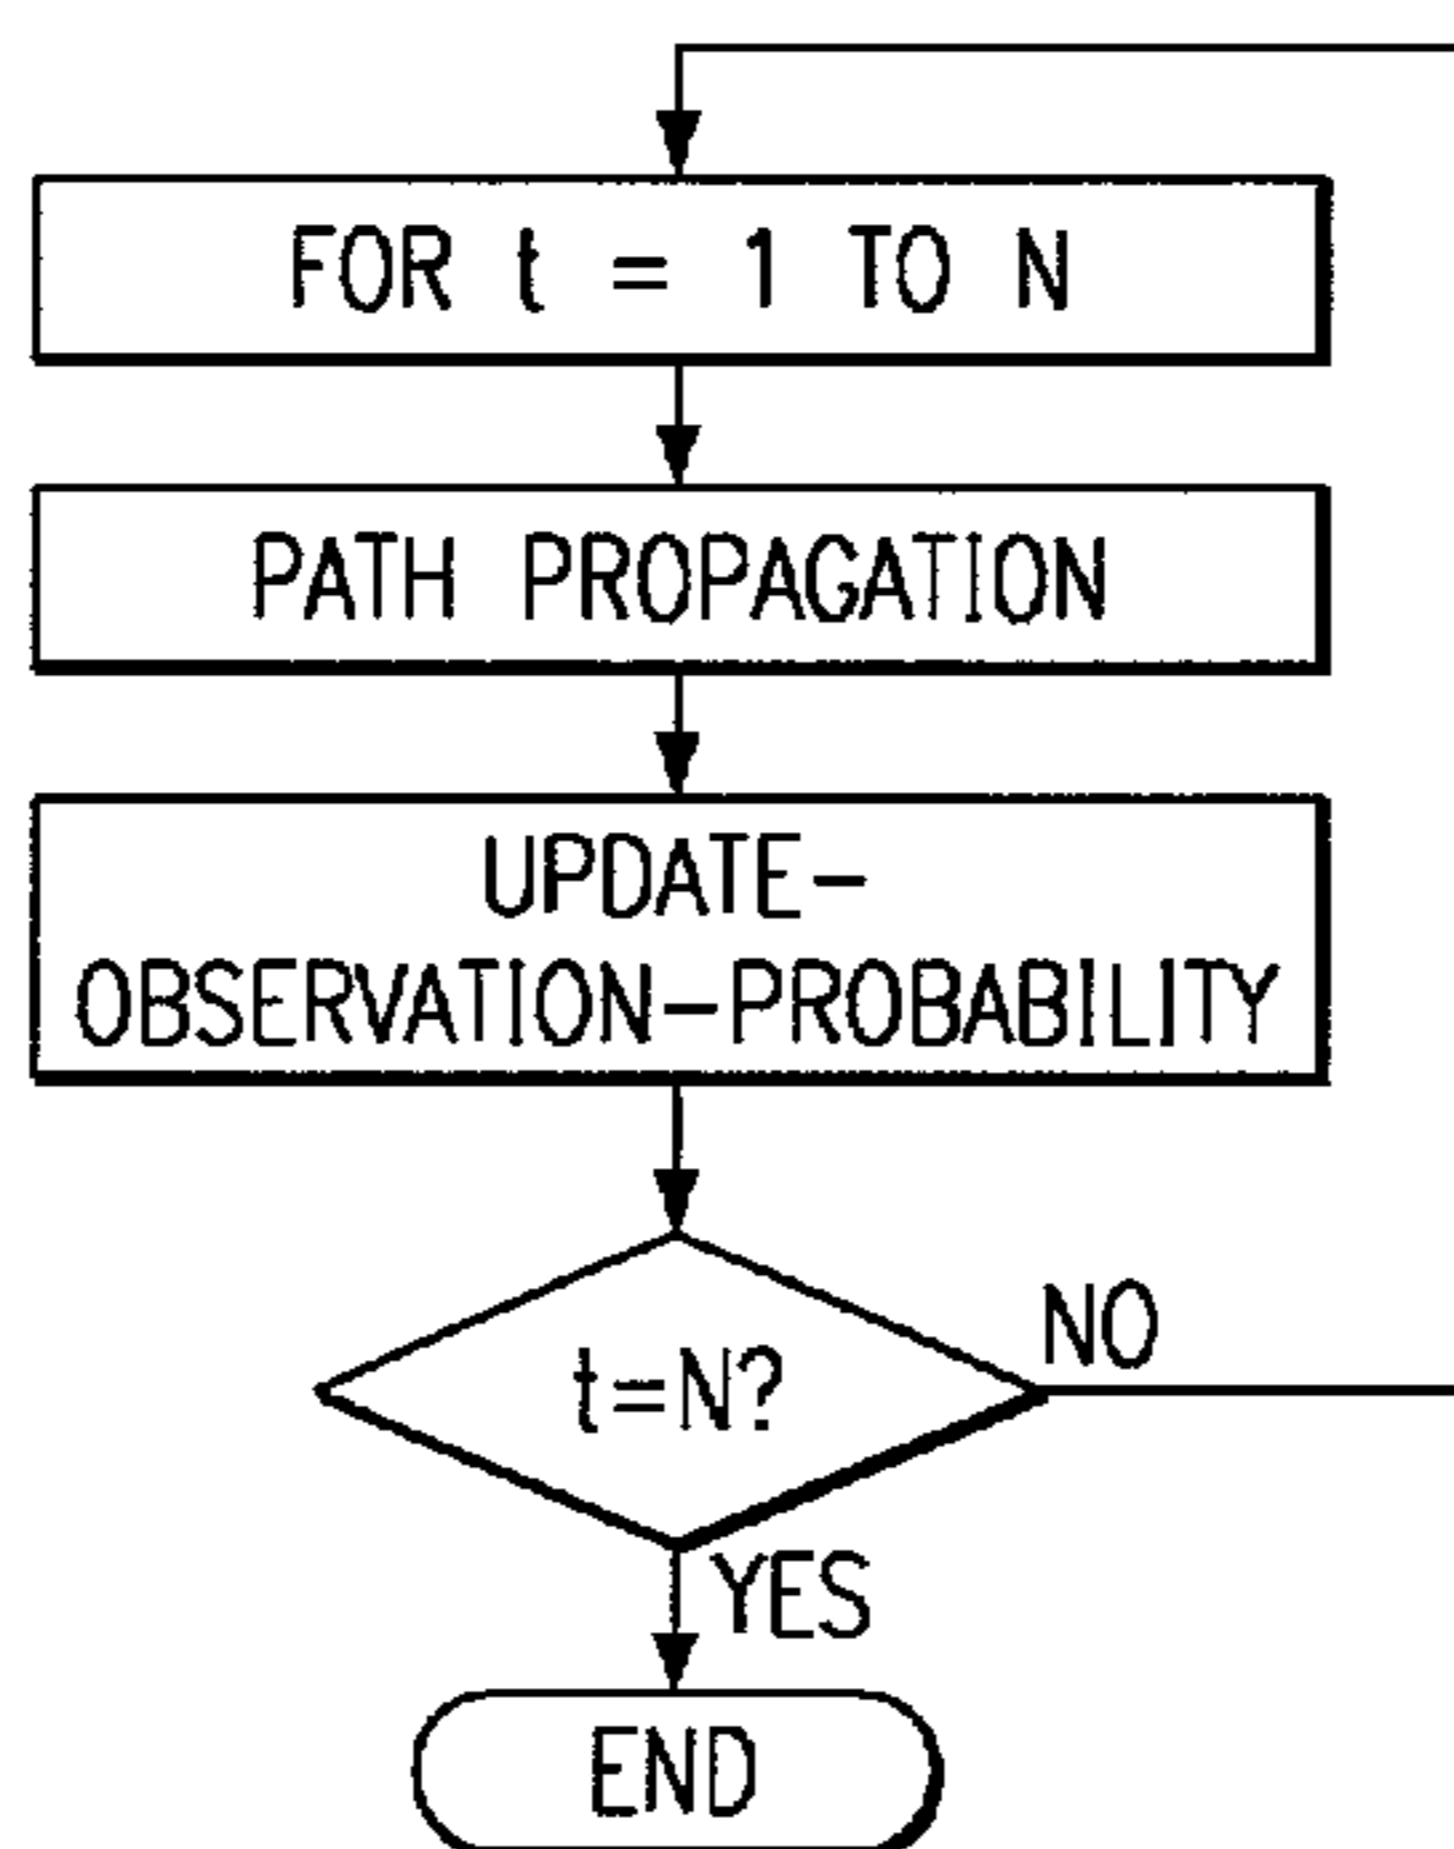 FOR t = 1 TO N
PATH PROPAGATION
UPDATE-
OBSERVATION-PROBABILITY
t=N?
NO
YES
END